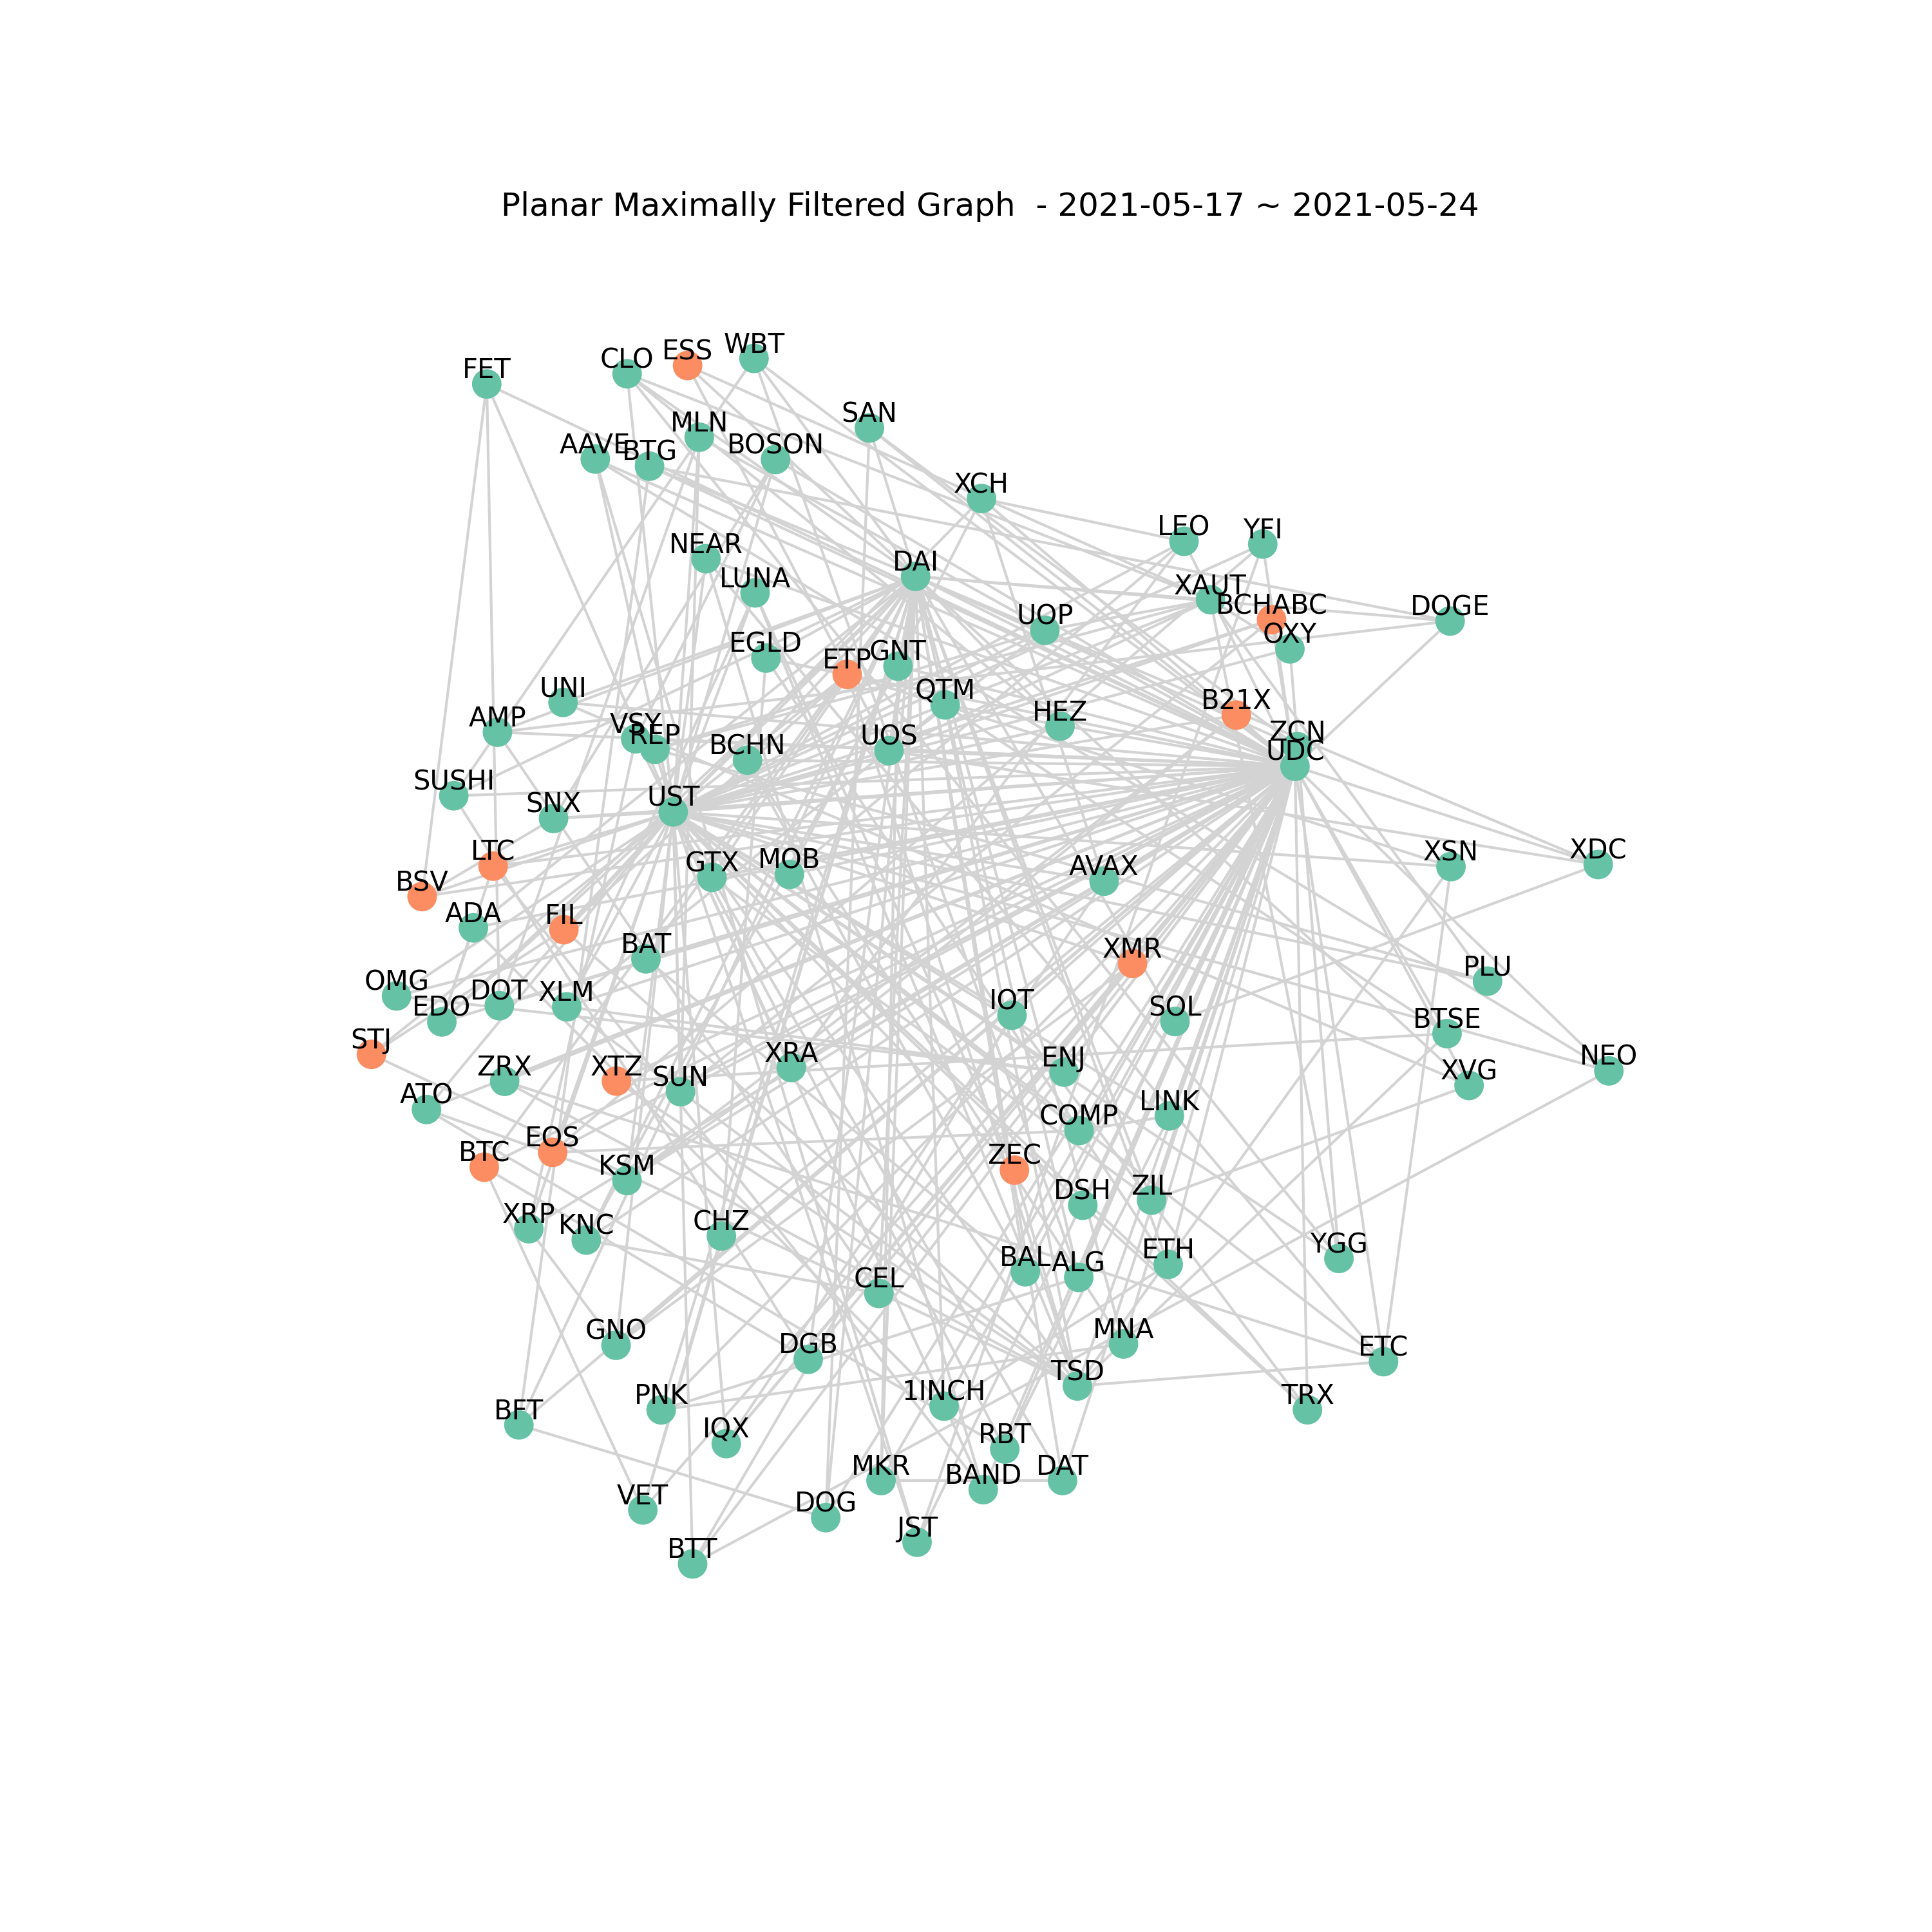 Planar Maximally Filtered Graph - 2021-05-17 ~ 2021-05-24
WBT
ESS
CLO
FET
SAN
MLN
AAVE
BTG
BOSON
XCH
LEO
YFI
NEAR
DAI
LUNA
XAUT
BCHABC
DOGE
UOP
OXY
EGLD
GNT
ETP
UNI
QTM
B21X
HEZ
AMP
VSY
REP
BCHN
UOS
ZCN
UDC
SUSHI
SNX
UST
LTC
GTX
MOB
AVAX
XSN
XDC
BSV
ADA
FIL
BAT
XMR
PLU
OMG
EDO
DOT
XLM
IOT
SOL
BTSE
STJ
ZRX
XTZ
SUN
XRA
ENJ
XVG
NEO
ATO
COMP
LINK
BTC
EOS
KSM
ZEC
DSH
ZIL
XRP
KNC
CHZ
BAL
ALG
ETH
YGG
CEL
GNO
DGB
MNA
ETC
TSD
BFT
PNK
1INCH
TRX
IQX
RBT
MKR
BAND
DAT
VET
DOG
JST
BTT